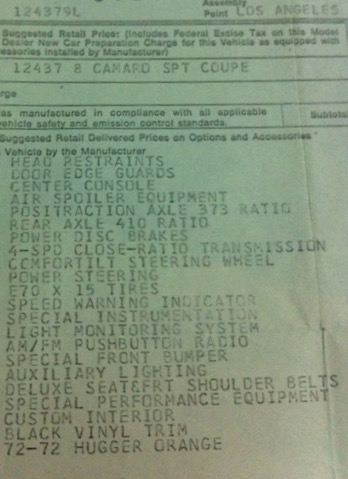 Assembly
124379L Point LOS ANGELES
Suggested Retail Price: (Includes Federal Excise Tax on this Model
Dealer New Car Preparation Charge for this Vehicle as equipped with
essories Installed by Manufacturer)
12437 8 CAMARO SPT COUPE
arge
as manufactured in compliance with all applicable
vehicle safety and emission control standards. Subtota
Suggested Retail Delivered Prices on Options and Accessories
Vehicle by the Manufacturer
HEAD RESTRAINTS
DOOR EDGE GUARDS
CENTER CONSOLE
AIR SPOILER EQUIPMENT
POSITRACTION AXLE 373 RATIO
REAR AXLE 410 RATIO
POWER DISC BRAKES
4-SPD CLOSE-RATIO TRANSMISSION
COMFORTILT STEERING WHEEL
POWER STEERING
E70 X 15 TIRES
SPEED WARNING INDICATOR
SPECIAL INSTRUMENTATION
LIGHT MONITORING SYSTEM
AM/FM PUSHBUTTON RADIO
SPECIAL FRONT BUMPER
AUXILIARY LIGHTING
DELUXE SEAT&FRT SHOULDER BELTS
SPECIAL PERFORMANCE EQUIPMENT
CUSTOM INTERIOR
BLACK VINYL TRIM
72-72 HUGGER ORANGE